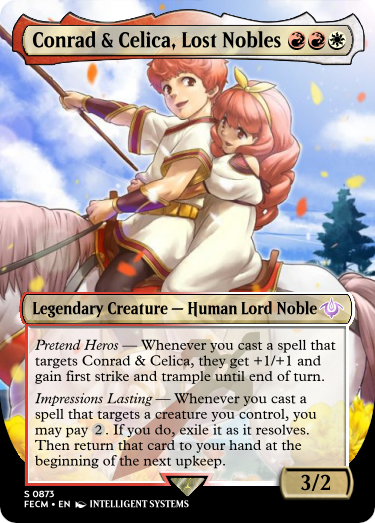 Conrad & Celica, Lost Nobles
Legendary Creature — Human Lord Noble
Pretend Heros — Whenever you cast a spell that
targets Conrad & Celica, they get +1/+1 and
gain first strike and trample until end of turn.
Impressions Lasting — Whenever you cast a
spell that targets a creature you control, you
may pay 2. If you do, exile it as it resolves.
Then return that card to your hand at the
beginning of the next upkeep.
3/2
S 0873
FECM • EN INTELLIGENT SYSTEMS